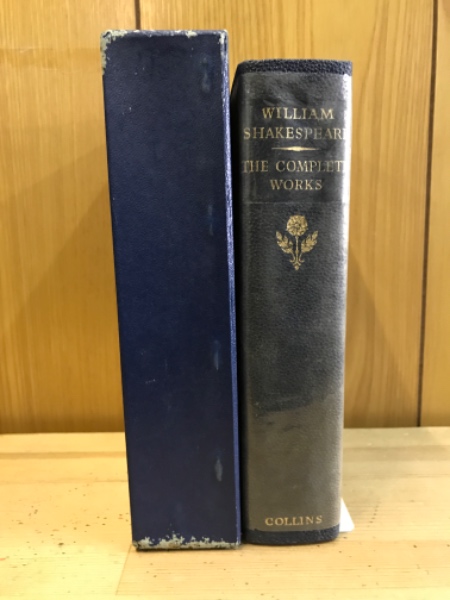 WILLIAM
SHAKESPEARE
THE COMPLETE
WORKS
COLLINS